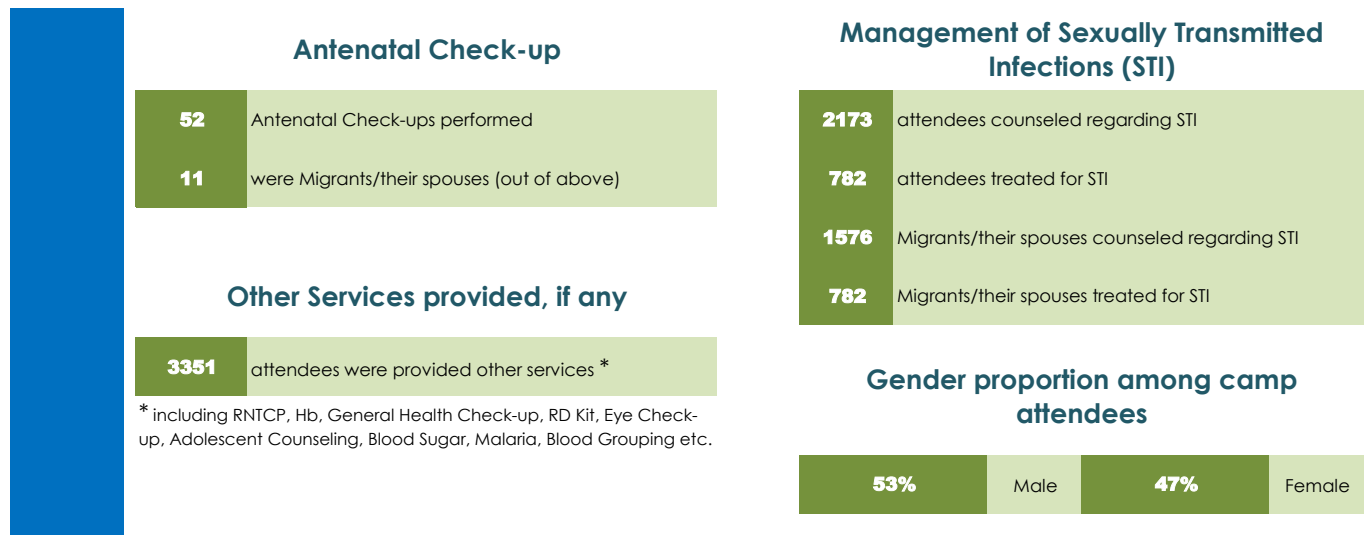 Antenatal Check-up
52 Antenatal Check-ups performed
11 were Migrants/their spouses (out of above)
Other Services provided, if any
3351 attendees were provided other services *
* including RNTCP, Hb, General Health Check-up, RD Kit, Eye Check-
up, Adolescent Counseling, Blood Sugar, Malaria, Blood Grouping etc.
Management of Sexually Transmitted
Infections (STI)
2173 attendees counseled regarding STI
782 attendees treated for STI
1576 Migrants/their spouses counseled regarding STI
782 Migrants/their spouses treated for STI
Gender proportion among camp
attendees
53% Male 47% Female